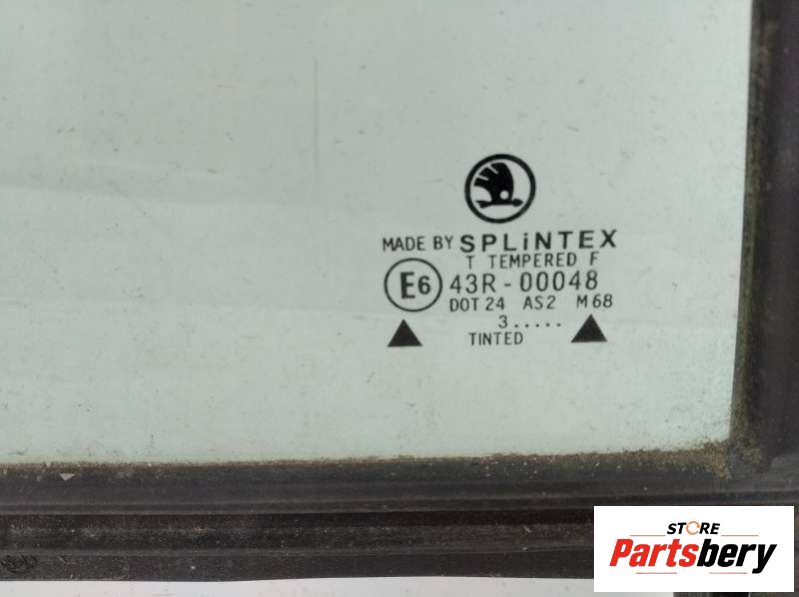 MADE BY SPLiNTEX
T TEMPERED F
E6 43R-00048
DOT 24 AS2 M68
3.....
TINTED
STORE
Partsbery